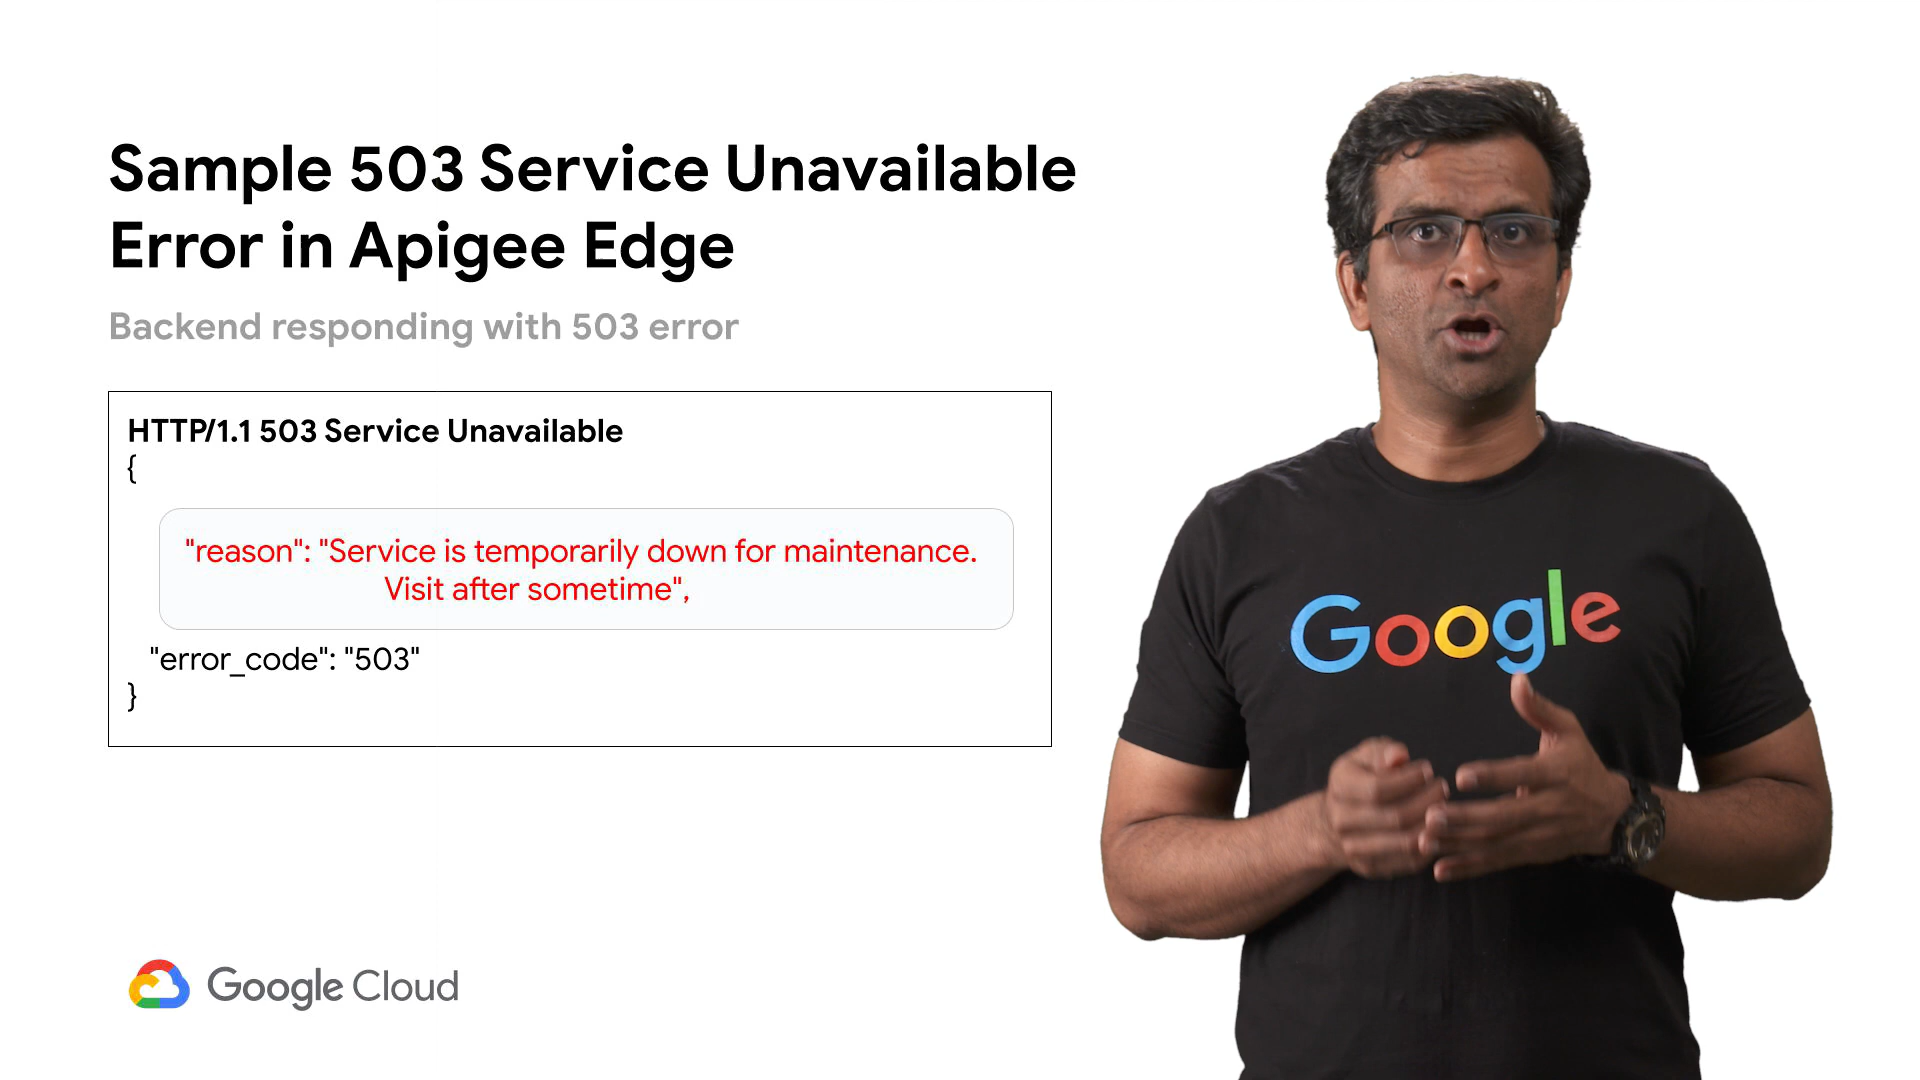 Sample 503 Service Unavailable
Error in Apigee Edge
Backend responding with 503 error
HTTP/1.1 503 Service Unavailable
{
"reason": "Service is temporarily down for maintenance.
Visit after sometime",
"error_code": "503"
}
Google
Google Cloud